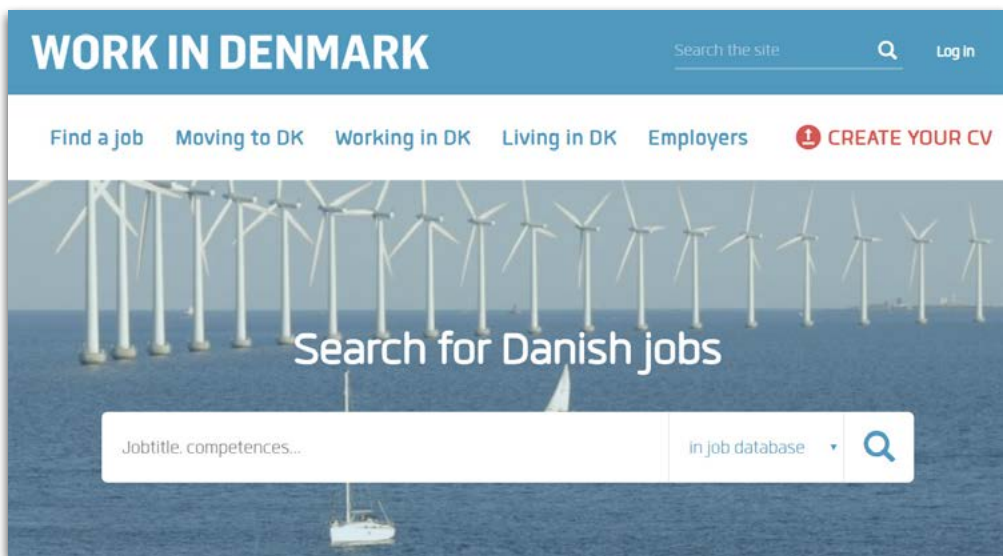 WORK IN DENMARK
Search the site
Log in
Find a job Moving to DK Working in DK Living in DK Employers CREATE YOUR CV
Search for Danish jobs
Jobtitle, competences...
in job database